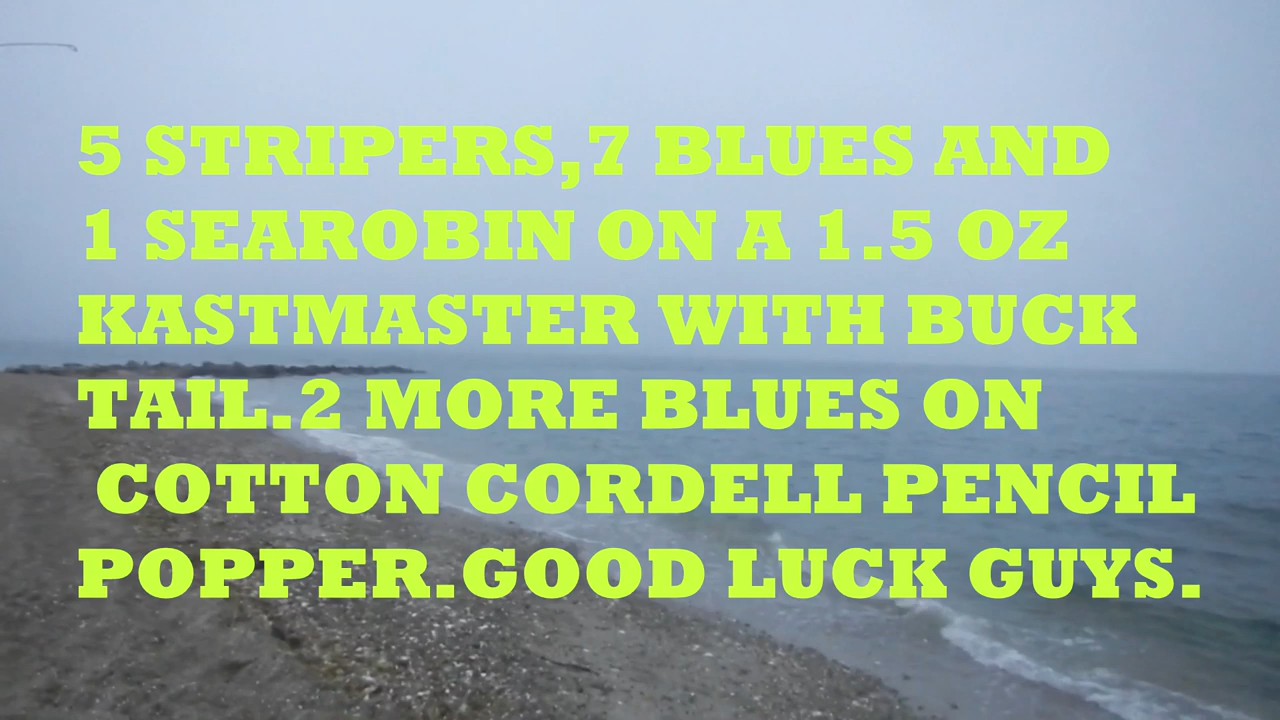 5 STRIPERS,7 BLUES AND
1 SEAROBIN ON A 1.5 OZ
KASTMASTER WITH BUCK
TAIL.2 MORE BLUES ON
COTTON CORDELL PENCIL
POPPER.GOOD LUCK GUYS.